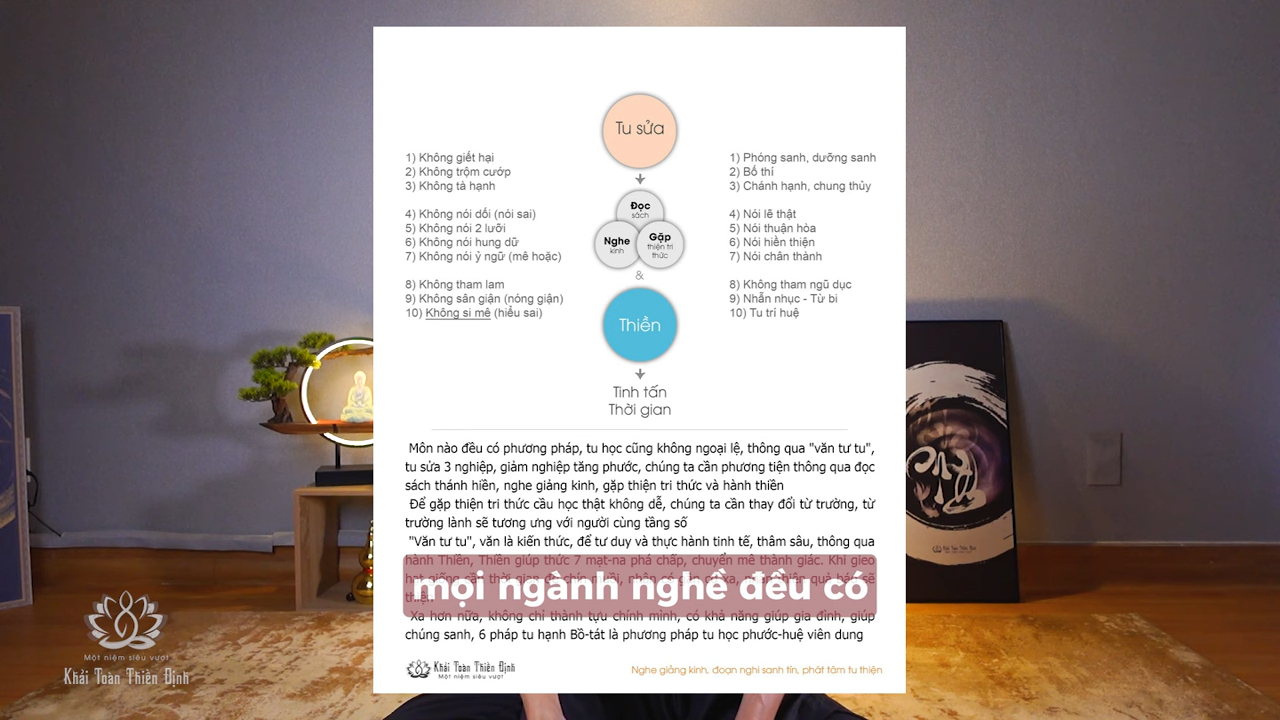 Tu sửa
1) Không giết hại
2) Không trộm cướp
3) Không tà hạnh
4) Không nói dối (nói sai)
5) Không nói 2 lưỡi
6) Không nói hung dữ
7) Không nói ỷ ngữ (mê hoặc)
8) Không tham lam
9) Không sân giận (nóng giận)
10) Không si mê (hiểu sai)
Đọc
sách
Nghe
kinh
Gặp
thiện tri
thức
&
Thiền
Tinh tấn
Thời gian
1) Phóng sanh, dưỡng sanh
2) Bố thí
3) Chánh hạnh, chung thủy
4) Nói lẽ thật
5) Nói thuận hòa
6) Nói hiền thiện
7) Nói chân thành
8) Không tham ngũ dục
9) Nhẫn nhục - Từ bi
10) Tu trí huệ
Môn nào đều có phương pháp, tu học cũng không ngoại lệ, thông qua "văn tư tu",
tu sửa 3 nghiệp, giảm nghiệp tăng phước, chúng ta cần phương tiện thông qua đọc
sách thánh hiền, nghe giảng kinh, gặp thiện tri thức và hành thiền
Để gặp thiện tri thức cầu học thật không dễ, chúng ta cần thay đổi từ trường, từ
trường lành sẽ tương ưng với người cùng tầng số
"Văn tư tu", văn là kiến thức, để tư duy và thực hành tinh tế, thâm sâu, thông qua
hành Thiền, Thiền giúp thức 7 mạt-na phá chấp, chuyển mê thành giác. Khi gieo
mọi ngành nghề đều có
Xa hơn nữa, không chỉ thành tựu chính mình, có khả năng giúp gia đình, giúp
chúng sanh, 6 pháp tu hạnh Bồ-tát là phương pháp tu học phước-huệ viên dung
Khải Toàn Thiền Định
Một niệm siêu vượt
Nghe giảng kinh, đoạn nghi sanh tín, phát tâm tu thiện
Một niệm siêu vượt
Khải Toàn Thiền Định